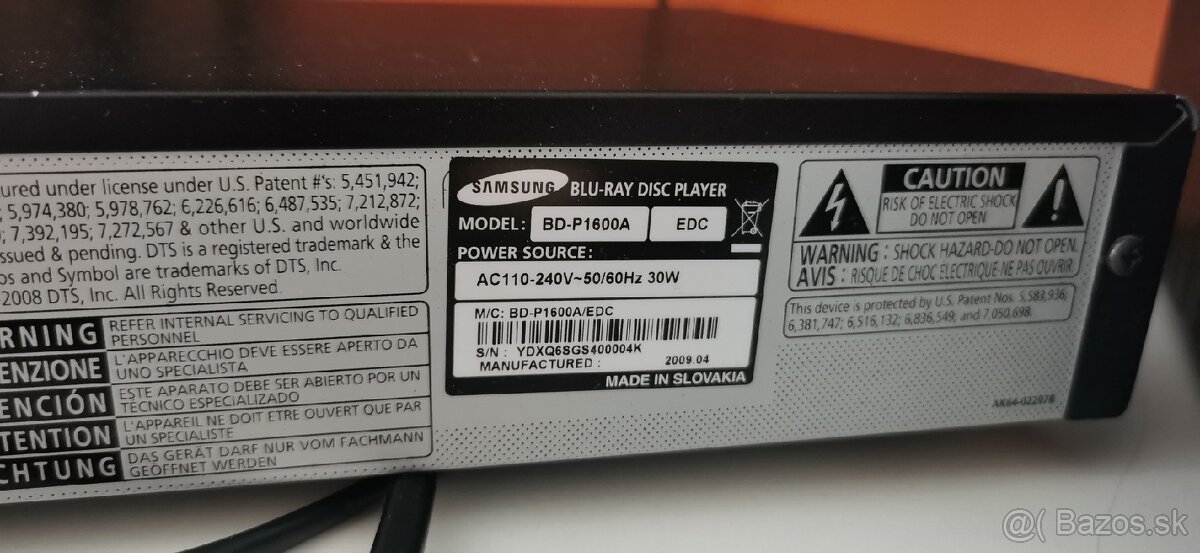 ured under license under U.S. Patent #'s: 5,451,942;
5,974,380; 5,978,762; 6,226,616; 6,487,535; 7,212,872;
7,392,195; 7,272,567 & other U.S. and worldwide
issued & pending. DTS is a registered trademark & the
os and Symbol are trademarks of DTS, Inc.
2008 DTS, Inc. All Rights Reserved.
RNING REFER INTERNAL SERVICING TO QUALIFIED
PERSONNEL
ENZIONE L'APPARECCHIO DEVE ESSERE APERTO DA
UNO SPECIALISTA
ENCIÓN ESTE APARATO DEBE SER ABIERTO POR UN
TÉCNICO ESPECIALIZADO
TENTION L'APPAREIL NE DOIT ETRE OUVERT QUE PAR
UN SPECIALISTE
CHTUNG DAS GERÄT DARF NUR VOM FACHMANN
GEÖFFNET WERDEN
SAMSUNG BLU-RAY DISC PLAYER
MODEL: BD-P1600A EDC
POWER SOURCE:
AC110-240V~50/60Hz 30W
M/C: BD-P1600A/EDC
S/N : YDXQ6SGS400004K
MANUFACTURED : 2009.04
MADE IN SLOVAKIA
CAUTION
RISK OF ELECTRIC SHOCK
DO NOT OPEN
WARNING : SHOCK HAZARD-DO NOT OPEN.
AVIS : RISQUE DE CHOC ELECTRIQUE-NE PAS OUVRIR.
This device is protected by U.S. Patent Nos. 5,583,936;
6,381,747; 6,516,132; 6,836,549; and 7,050,698.
AK64-02297B
@( Bazos.sk